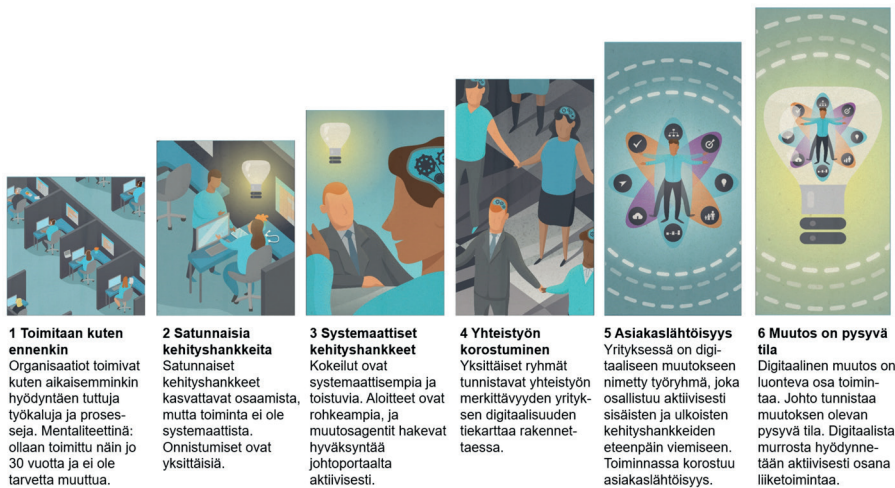 1 Toimitaan kuten
ennenkin
Organisaatiot toimivat
kuten aikaisemminkin
hyödyntäen tuttuja
työkaluja ja proses-
seja. Mentaliteettinä:
ollaan toimittu näin jo
30 vuotta ja ei ole
tarvetta muuttua.
2 Satunnaisia
kehityshankkeita
Satunnaiset
kehityshankkeet
kasvattavat osaamista,
mutta toiminta ei ole
systemaattista.
Onnistumiset ovat
yksittäisiä.
3 Systemaattiset
kehityshankkeet
Kokeilut ovat
systemaattisempia ja
toistuvia. Aloitteet ovat
rohkeampia, ja
muutosagentit hakevat
hyväksyntää
johtoportaalta
aktiivisesti.
4 Yhteistyön
korostuminen
Yksittäiset ryhmät
tunnistavat yhteistyön
merkittävyyden yrityk-
sen digitaalisuuden
tiekarttaa rakennet-
taessa.
5 Asiakaslähtöisyys
Yrityksessä on digi-
taaliseen muutokseen
nimetty työryhmä, joka
osallistuu aktiivisesti
sisäisten ja ulkoisten
kehityshankkeiden
eteenpäin viemiseen.
Toiminnassa korostuu
asiakaslähtöisyys.
6 Muutos on pysyvä
tila
Digitaalinen muutos on
luonteva osa toimin-
taa. Johto tunnistaa
muutoksen olevan
pysyvä tila. Digitaalista
murrosta hyödynne-
tään aktiivisesti osana
liiketoimintaa.